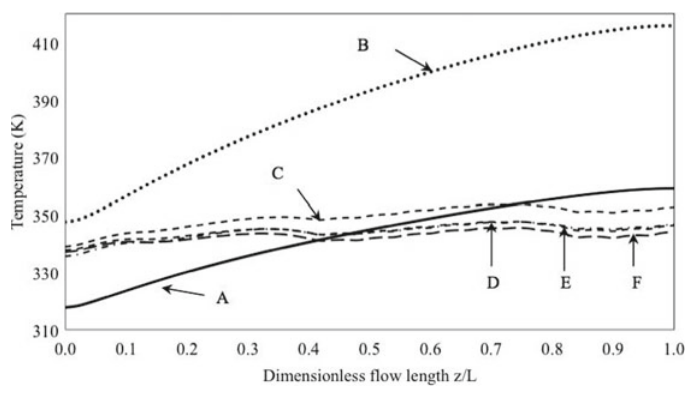 410
390
370
350
330
310
Temperature (K)
B
C
A
D
E
F
0.0 0.1 0.2 0.3 0.4 0.5 0.6 0.7 0.8 0.9 1.0
Dimensionless flow length z/L